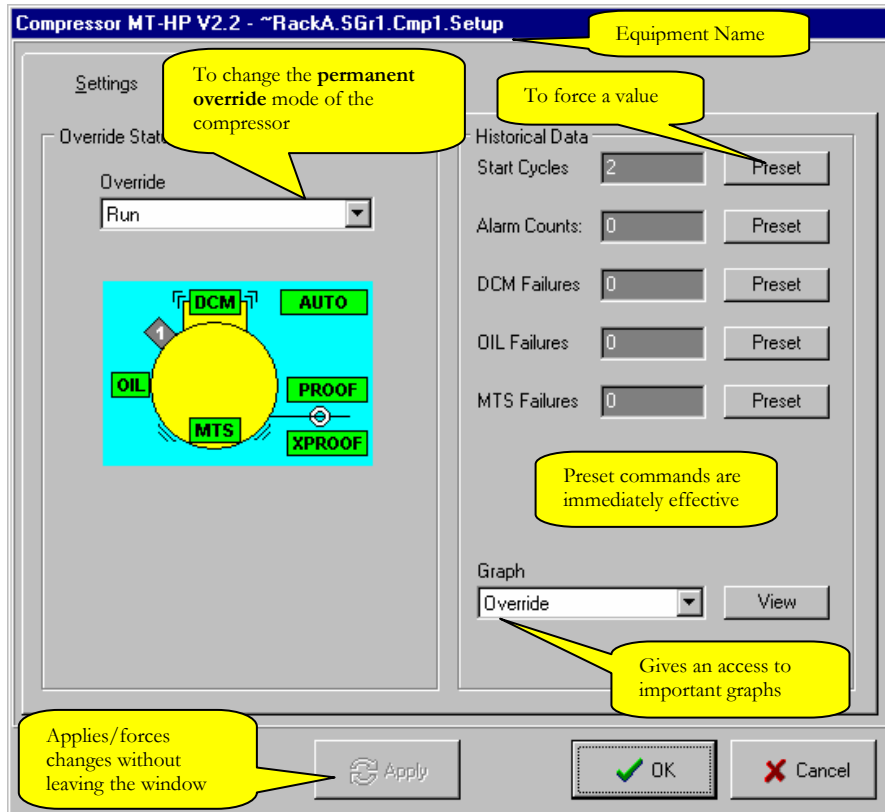 Compressor MT-HP V2.2 - ~RackA.SGr1.Cmp1.Setup
Equipment Name
Settings
To change the permanent
override mode of the
compressor
To force a value
Override Stat
Historical Data
Override
Run
Start Cycles 2 Preset
Alarm Counts: 0 Preset
DCM Failures 0 Preset
OIL Failures 0 Preset
MTS Failures 0 Preset
DCM AUTO
1
OIL
PROOF
MTS
XPROOF
Preset commands are
immediately effective
Graph
Override View
Gives an access to
important graphs
Applies/forces
changes without
leaving the window
Apply OK Cancel